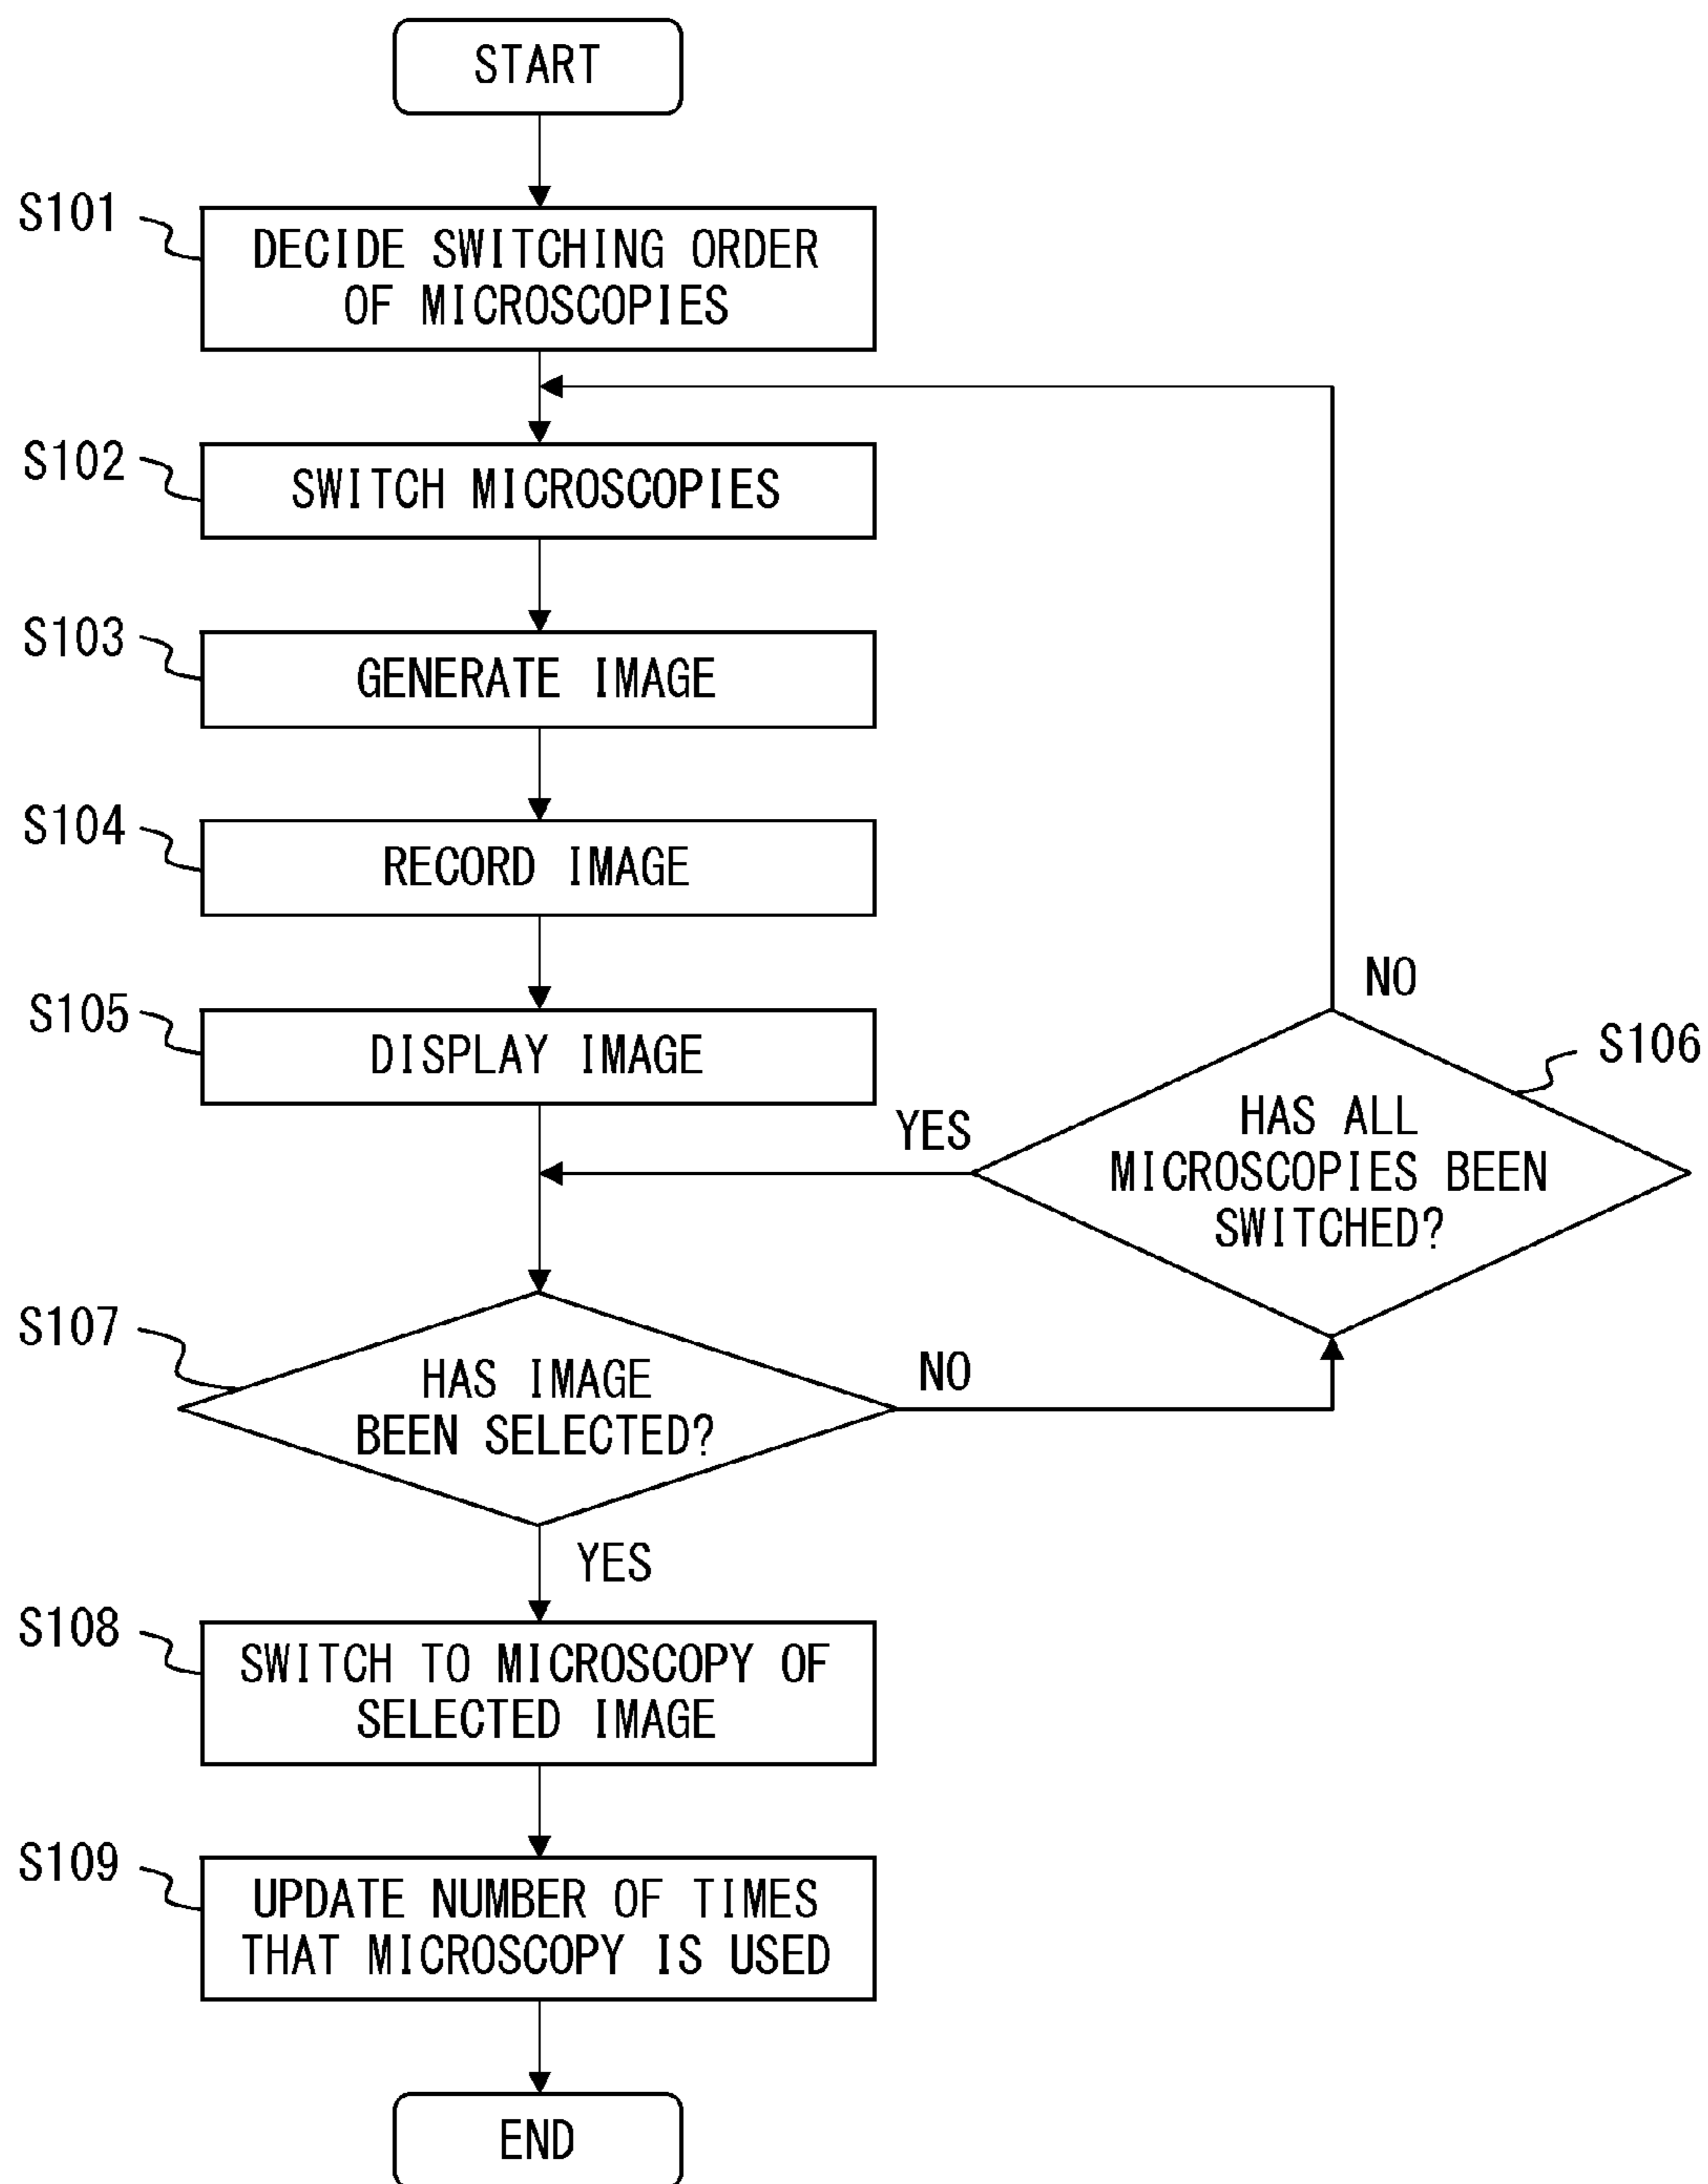 START
S101
DECIDE SWITCHING ORDER
OF MICROSCOPIES
S102
SWITCH MICROSCOPIES
S103
GENERATE IMAGE
S104
RECORD IMAGE
S105
DISPLAY IMAGE
NO
S106
YES
HAS ALL
MICROSCOPIES BEEN
SWITCHED?
S107
HAS IMAGE
BEEN SELECTED?
NO
YES
S108
SWITCH TO MICROSCOPY OF
SELECTED IMAGE
S109
UPDATE NUMBER OF TIMES
THAT MICROSCOPY IS USED
END